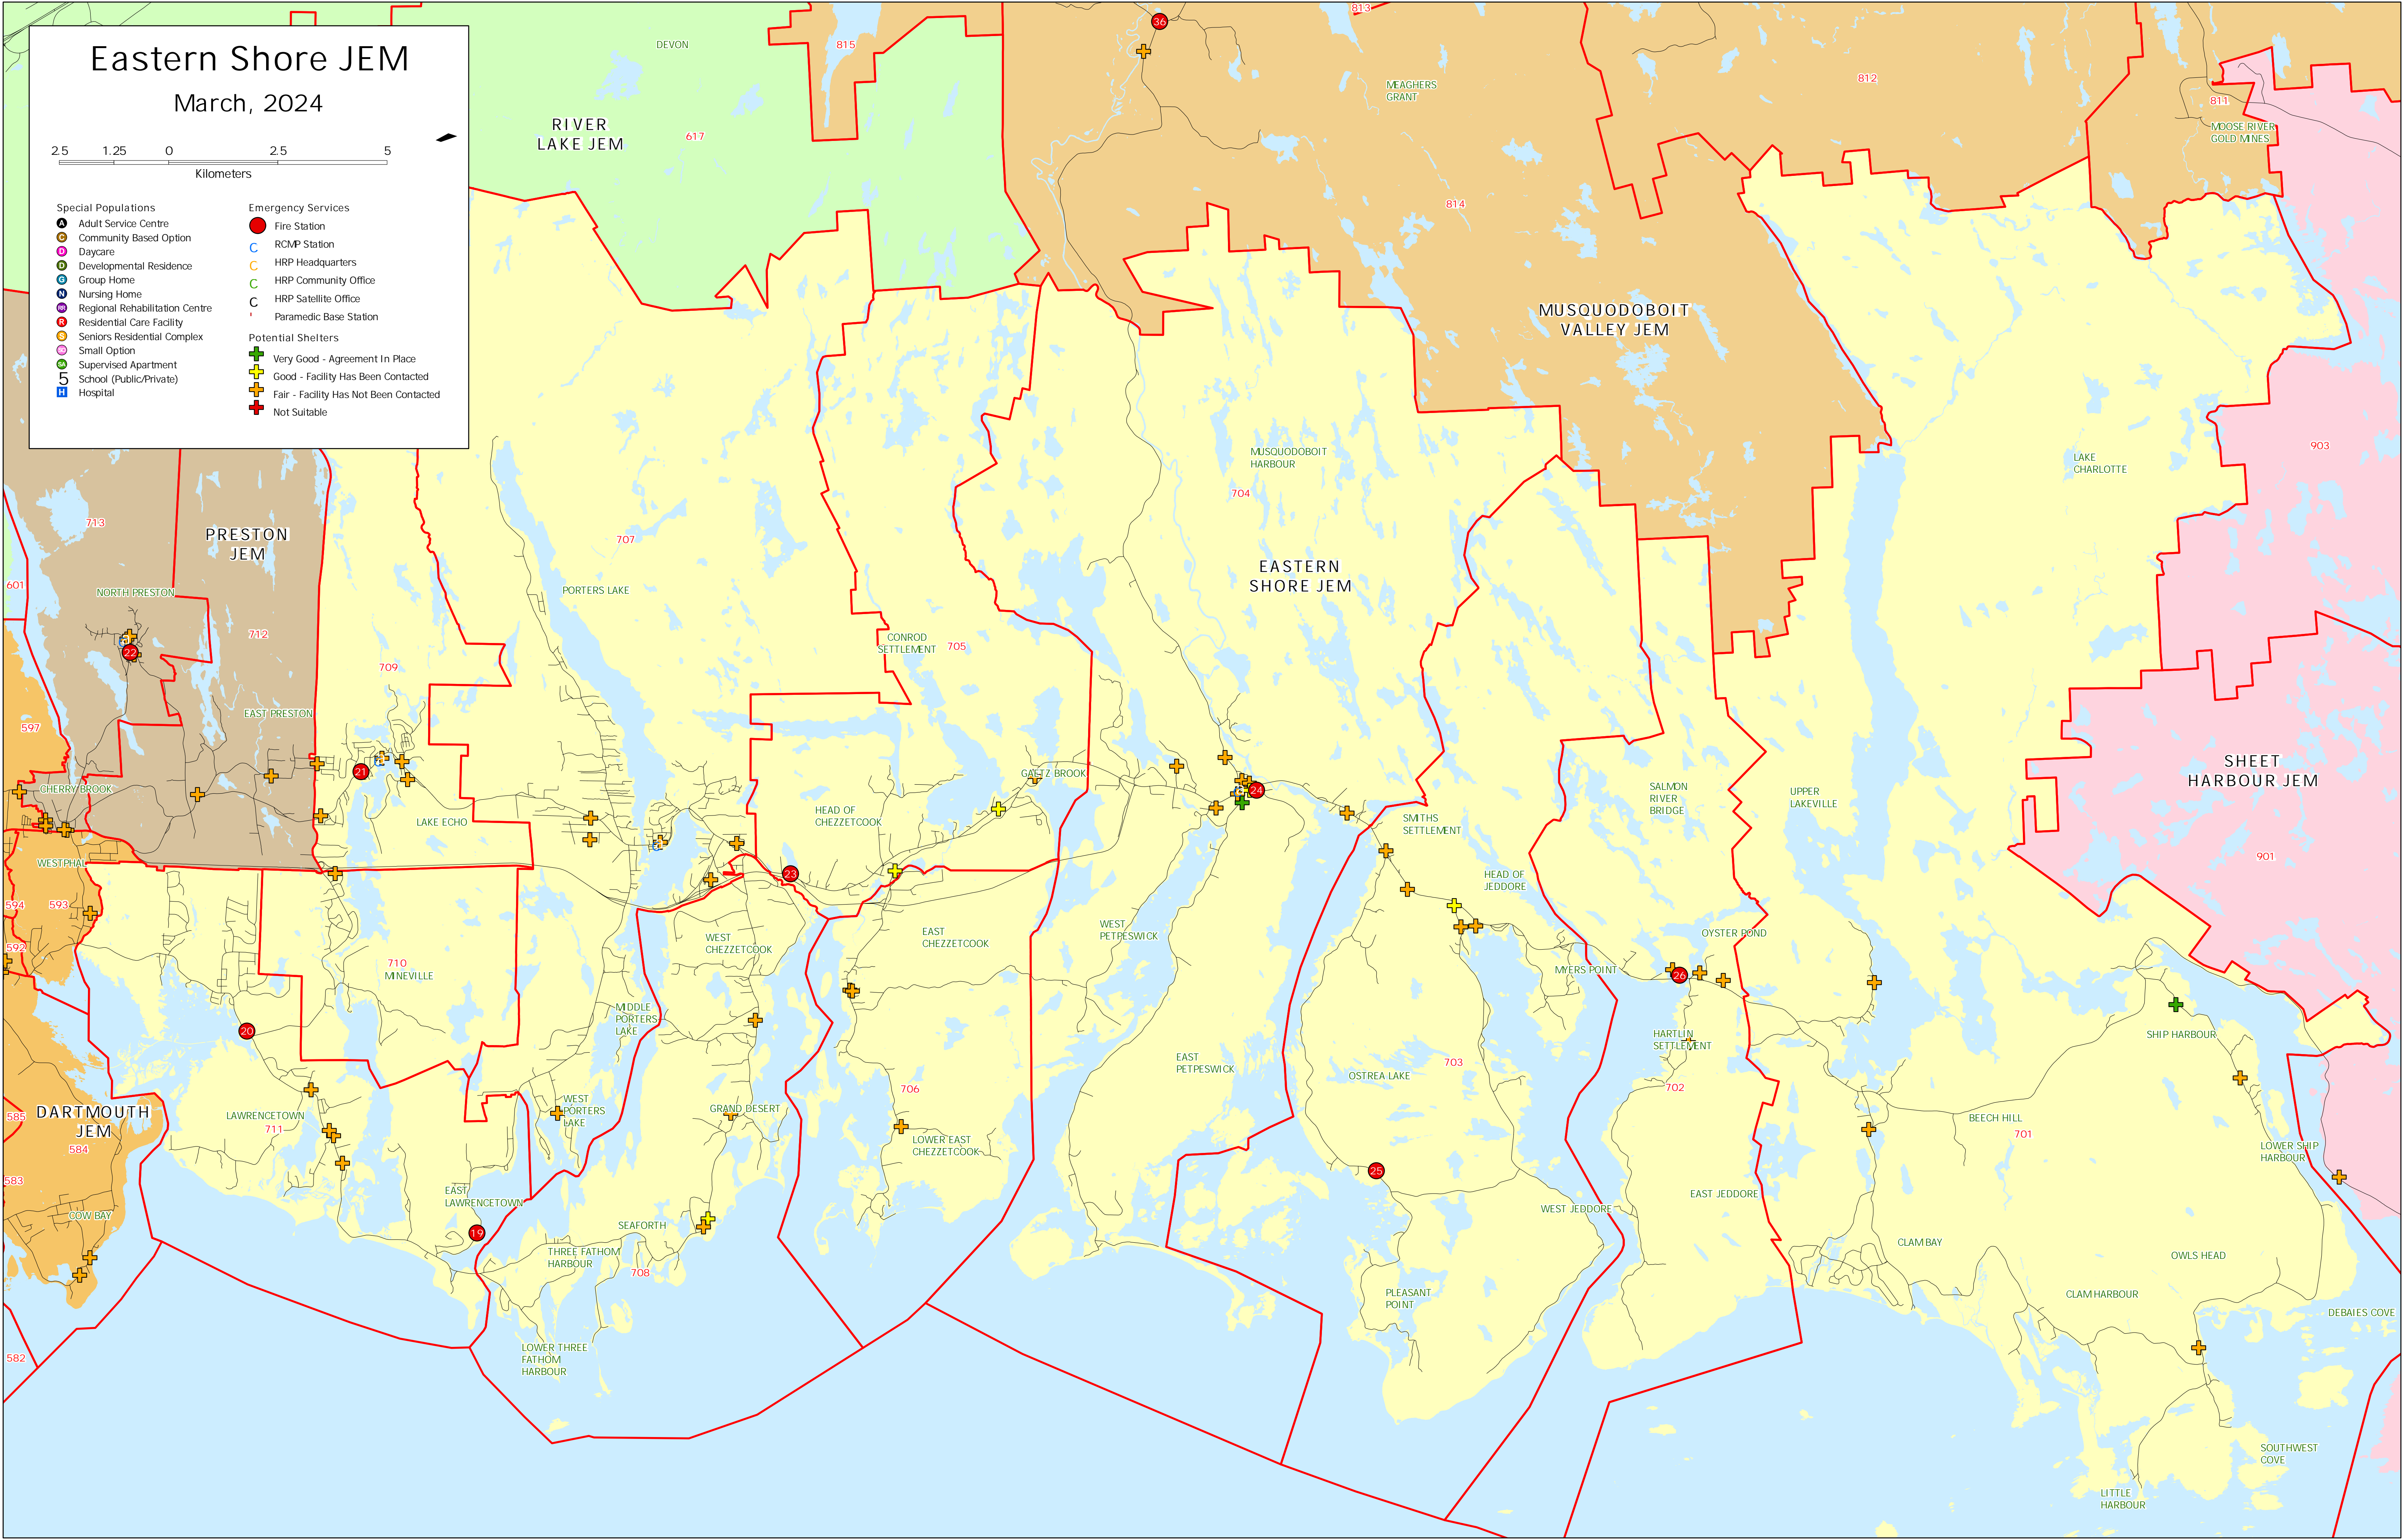 Eastern Shore JEM
March, 2024
2.5 1.25 0 2.5 5
Kilometers
Special Populations
A Adult Service Centre
C Community Based Option
D Daycare
D Developmental Residence
G Group Home
N Nursing Home
RR Regional Rehabilitation Centre
R Residential Care Facility
S Seniors Residential Complex
SO Small Option
SA Supervised Apartment
5 School (Public/Private)
H Hospital
Emergency Services
Fire Station
C RCMP Station
C HRP Headquarters
C HRP Community Office
C HRP Satellite Office
' Paramedic Base Station
Potential Shelters
Very Good - Agreement In Place
Good - Facility Has Been Contacted
Fair - Facility Has Not Been Contacted
Not Suitable
DEVON
815
36
813
MEAGHERS
GRANT
812
811
MOOSE RIVER
GOLD MINES
RIVER
LAKE JEM
617
814
MUSQUODOBOIT
VALLEY JEM
903
LAKE
CHARLOTTE
MUSQUODOBOIT
HARBOUR
704
713
PRESTON
JEM
707
EASTERN
SHORE JEM
601
NORTH PRESTON
PORTERS LAKE
22
712
709
CONROD
SETTLEMENT
705
EAST PRESTON
597
21
CHERRY BROOK
LAKE ECHO
HEAD OF
CHEZZETCOOK
GAETZ BROOK
24
SMITHS
SETTLEMENT
SALMON
RIVER
BRIDGE
UPPER
LAKEVILLE
SHEET
HARBOUR JEM
901
WESTPHAL
23
HEAD OF
JEDDORE
594
593
592
WEST
CHEZZETCOOK
EAST
CHEZZETCOOK
WEST
PETPESWICK
OYSTER POND
710
MINEVILLE
MYERS POINT
26
20
MIDDLE
PORTERS
LAKE
HARTLIN
SETTLEMENT
SHIP HARBOUR
EAST
PETPESWICK
OSTREA LAKE
703
702
706
585
DARTMOUTH
JEM
584
LAWRENCETOWN
711
WEST
PORTERS
LAKE
GRAND DESERT
LOWER EAST
CHEZZETCOOK
BEECH HILL
701
LOWER SHIP
HARBOUR
583
25
COW BAY
EAST
LAWRENCETOWN
19
SEAFORTH
THREE FATHOM
HARBOUR
708
WEST JEDDORE
EAST JEDDORE
CLAM BAY
OWLS HEAD
PLEASANT
POINT
CLAM HARBOUR
DEBAIES COVE
582
LOWER THREE
FATHOM
HARBOUR
SOUTHWEST
COVE
LITTLE
HARBOUR